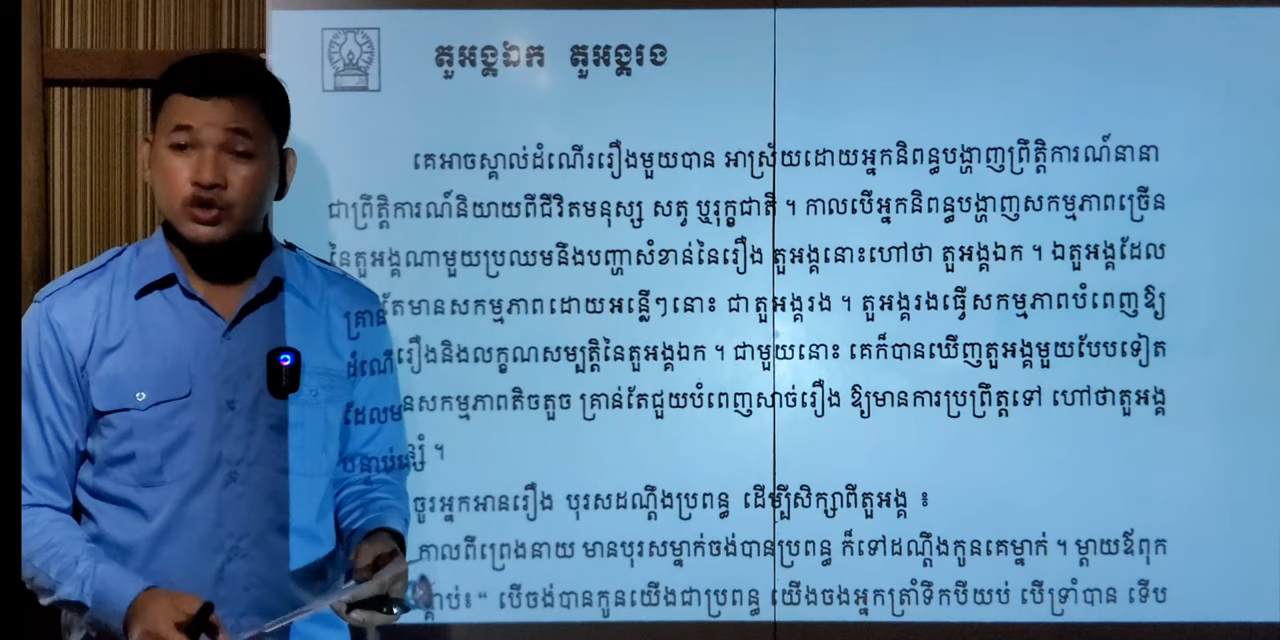 តួអង្គឯក តួអង្គរង
គេអាចស្គាល់ដំណើររឿងមួយបាន អាស្រ័យដោយអ្នកនិពន្ធបង្ហាញព្រឹត្តិការណ៍នានា
ជាព្រឹត្តិការណ៍និយាយពីជីវិតមនុស្ស សត្វ ឬរុក្ខជាតិ ។ កាលបើអ្នកនិពន្ធបង្ហាញសកម្មភាពច្រើន
នៃតួអង្គណាមួយប្រឈមនឹងបញ្ហាសំខាន់នៃរឿង តួអង្គនោះហៅថា តួអង្គឯក ។ ឯតួអង្គដែល
គ្រាន់តែមានសកម្មភាពដោយអន្លើៗនោះ ជាតួអង្គរង ។ តួអង្គរងធ្វើសកម្មភាពបំពេញឱ្យ
ដំណើរឿងនិងលក្ខណសម្បត្តិនៃតួអង្គឯក ។ ជាមួយនោះ គេក៏បានឃើញតួអង្គមួយបែបទៀត
ដែលមានសកម្មភាពតិចតួច គ្រាន់តែជួយបំពេញសាច់រឿង ឱ្យមានការប្រព្រឹត្តទៅ ហៅថាតួអង្គ
បន្ទាប់ផ្សំ ។
ចូរអ្នកអានរឿង បុរសដណ្ដឹងប្រពន្ធ ដើម្បីសិក្សាពីតួអង្គ ៖
កាលពីព្រេងនាយ មានបុរសម្នាក់ចង់បានប្រពន្ធ ក៏ទៅដណ្ដឹងកូនគេម្នាក់ ។ ម្ដាយឪពុក
“ បើចង់បានកូនយើងជាប្រពន្ធ យើងចងអ្នកត្រាំទឹកបីយប់ បើទ្រាំបាន ទើប